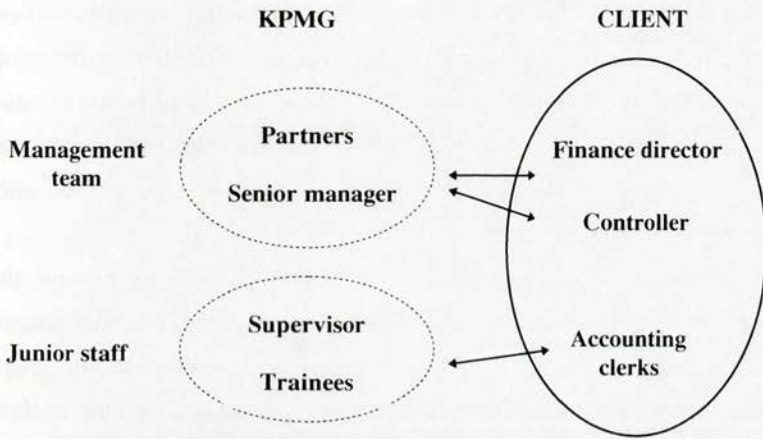 KPMG
CLIENT
Management
team
Partners
Senior manager
Finance director
Controller
Junior staff
Supervisor
Trainees
Accounting
clerks